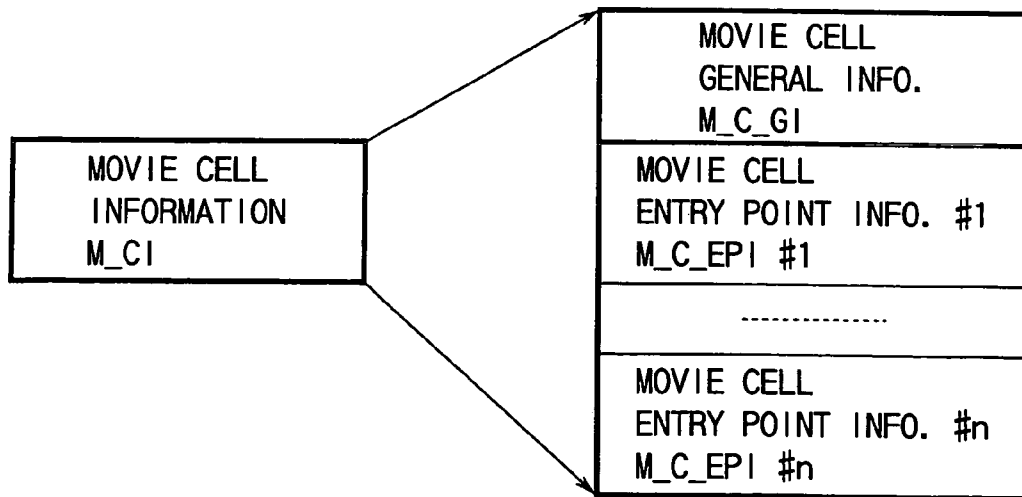 MOVIE CELL
INFORMATION
M_CI
MOVIE CELL
GENERAL INFO.
M_C_GI
MOVIE CELL
ENTRY POINT INFO. #1
M_C_EPI #1
MOVIE CELL
ENTRY POINT INFO. #n
M_C_EPI #n